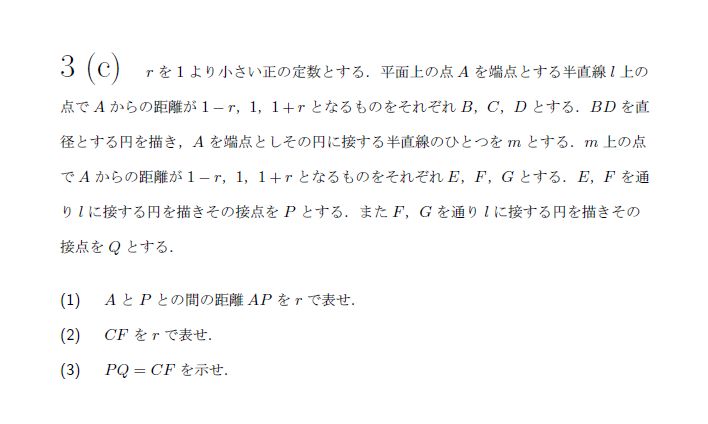 3 (c) r を 1 より小さい正の定数とする．平面上の点 A を端点とする半直線 l 上の
点で A からの距離が 1 − r，1，1 + r となるものをそれぞれ B，C，D とする．BD を直
径とする円を描き，A を端点としその円に接する半直線のひとつを m とする．m 上の点
で A からの距離が 1 − r，1，1 + r となるものをそれぞれ E，F，G とする．E，F を通
り l に接する円を描きその接点を P とする．また F，G を通り l に接する円を描きその
接点を Q とする．
(1) A と P との間の距離 AP を r で表せ．
(2) CF を r で表せ．
(3) PQ = CF を示せ．